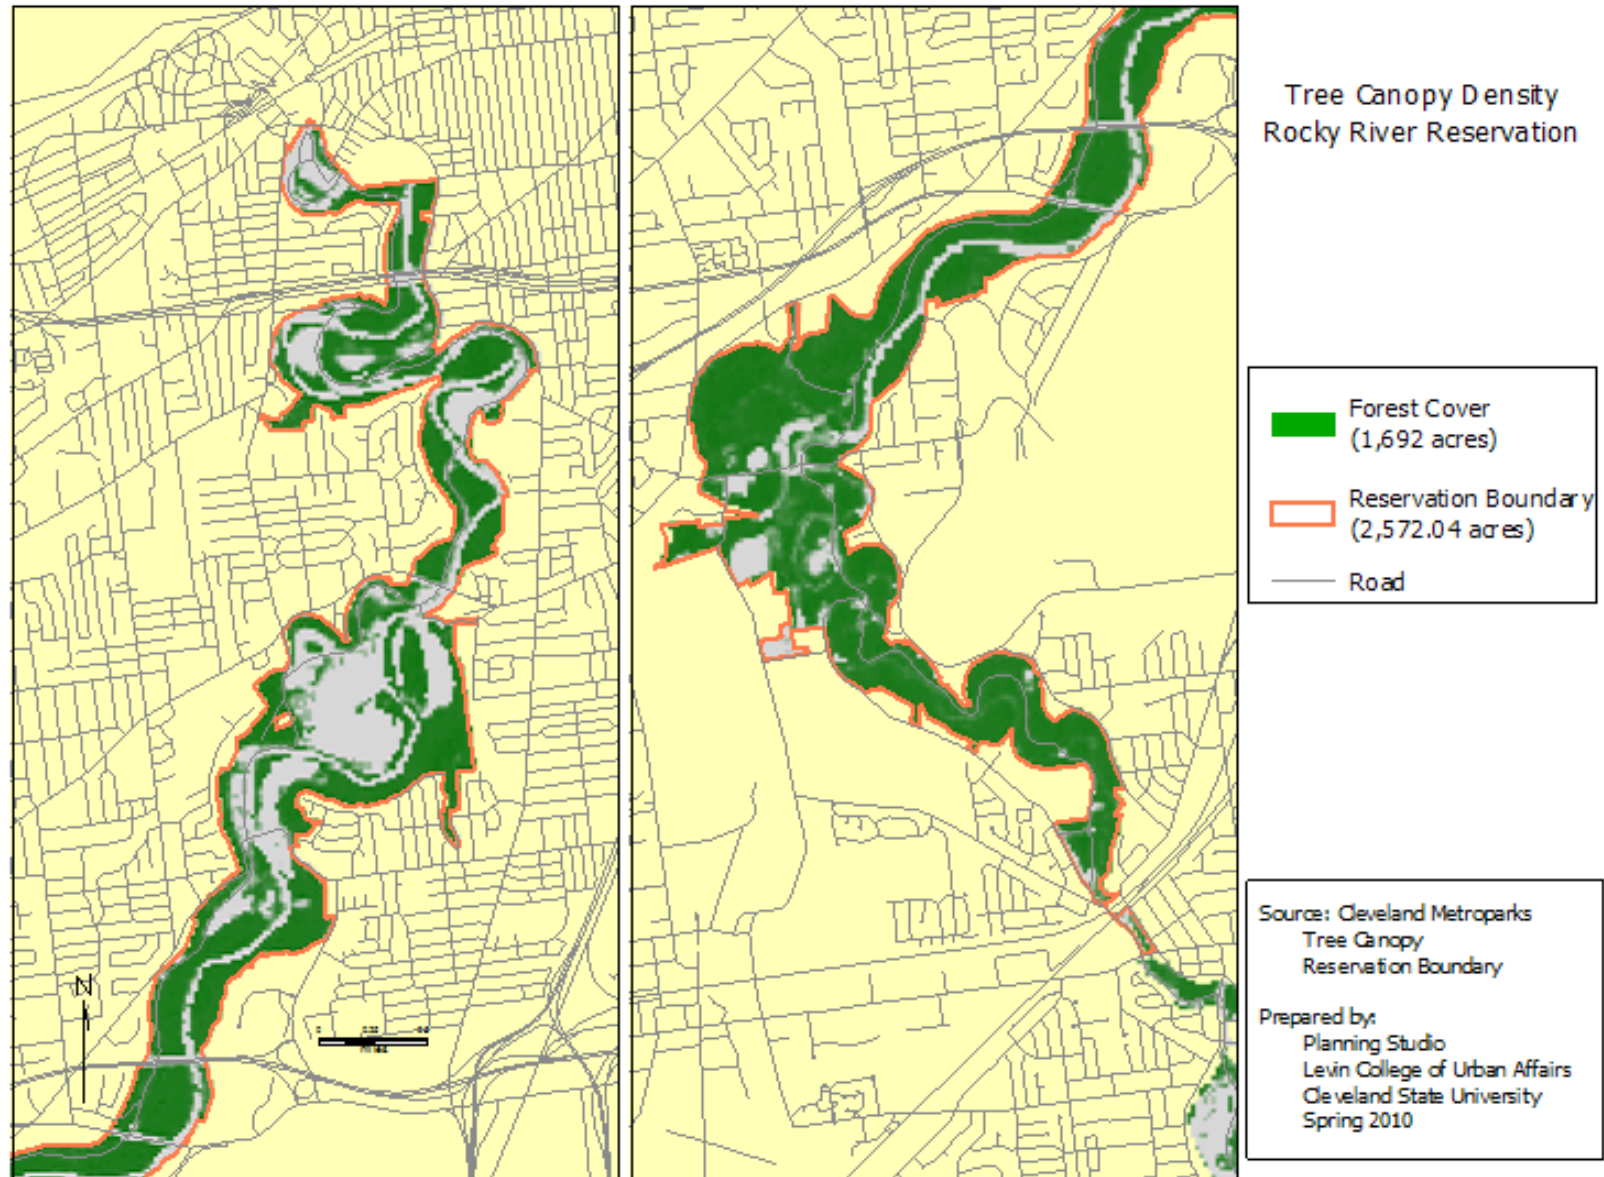 Tree Canopy Density
Rocky River Reservation
Forest Cover
(1,692 acres)
Reservation Boundary
(2,572.04 acres)
Road
Source: Cleveland Metroparks
Tree Canopy
Reservation Boundary
Prepared by:
Planning Studio
Levin College of Urban Affairs
Cleveland State University
Spring 2010
N